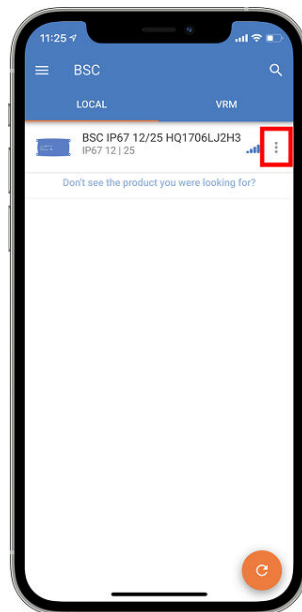 11:25
BSC
LOCAL VRM
BSC IP67 12/25 HQ1706LJ2H3
IP67 12 | 25
Don't see the product you were looking for?